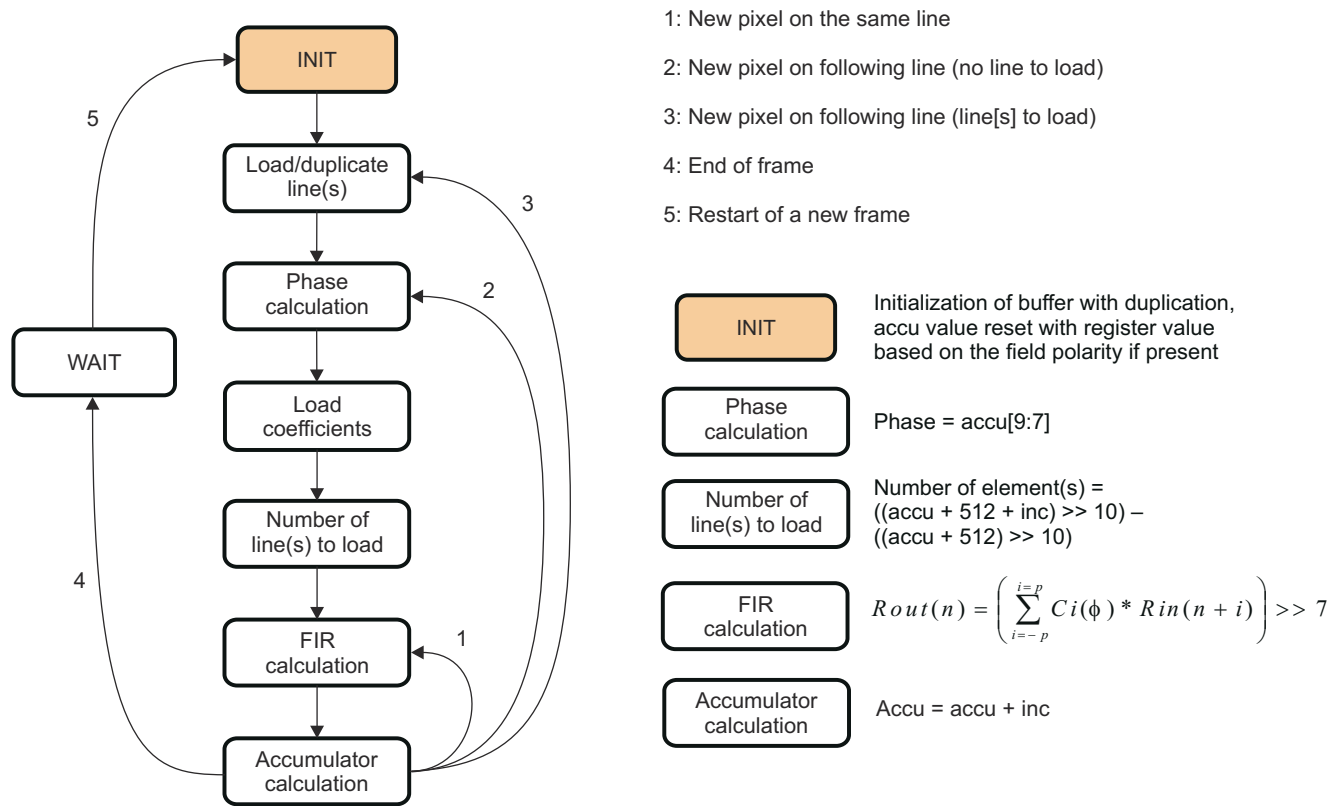 INIT
5
Load/duplicate
line(s)
3
Phase
calculation
2
WAIT
Load
coefficients
Number of
line(s) to load
4
FIR
calculation
1
Accumulator
calculation
1: New pixel on the same line
2: New pixel on following line (no line to load)
3: New pixel on following line (line[s] to load)
4: End of frame
5: Restart of a new frame
INIT
Initialization of buffer with duplication,
accu value reset with register value
based on the field polarity if present
Phase
calculation
Phase = accu[9:7]
Number of
line(s) to load
Number of element(s) =
((accu + 512 + inc) >> 10) –
((accu + 512) >> 10)
FIR
calculation
Rout(n) = ( ∑ i=–p i=p Ci(ϕ) * Rin(n + i) ) >> 7
Accumulator
calculation
Accu = accu + inc